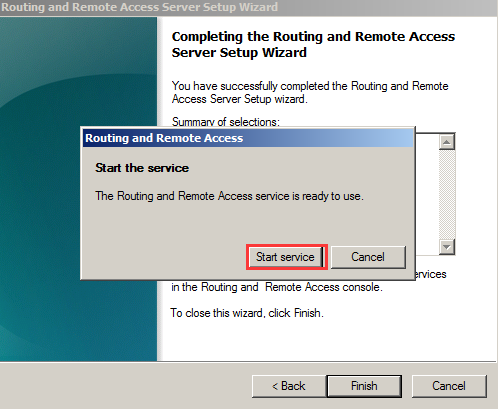 Routing and Remote Access Server Setup Wizard
Completing the Routing and Remote Access
Server Setup Wizard
You have successfully completed the Routing and Remote
Access Server Setup wizard.
Summary of selections:
Routing and Remote Access
Start the service
The Routing and Remote Access service is ready to use.
Start service
Cancel
ervices
in the Routing and Remote Access console.
To close this wizard, click Finish.
< Back
Finish
Cancel